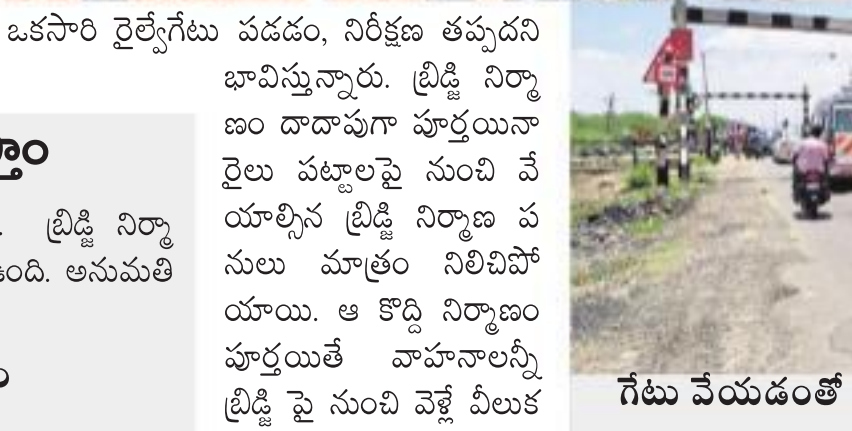 ఒకసారి రైల్వేగేటు పడడం, నిరీక్షణ తప్పదని
భావిస్తున్నారు. బ్రిడ్జి నిర్మా
ణం దాదాపుగా పూర్తయినా
రైలు పట్టాలపై నుంచి వే
యాల్సిన బ్రిడ్జి నిర్మాణ ప
నులు మాత్రం నిలిచిపో
యాయి. ఆ కొద్ది నిర్మాణం
పూర్తయితే వాహనాలన్నీ
బ్రిడ్జి పై నుంచి వెళ్లే వీలుక
స్తాం
. బ్రిడ్జి నిర్మా
ఉంది. అనుమతి
గేటు వేయడంతో